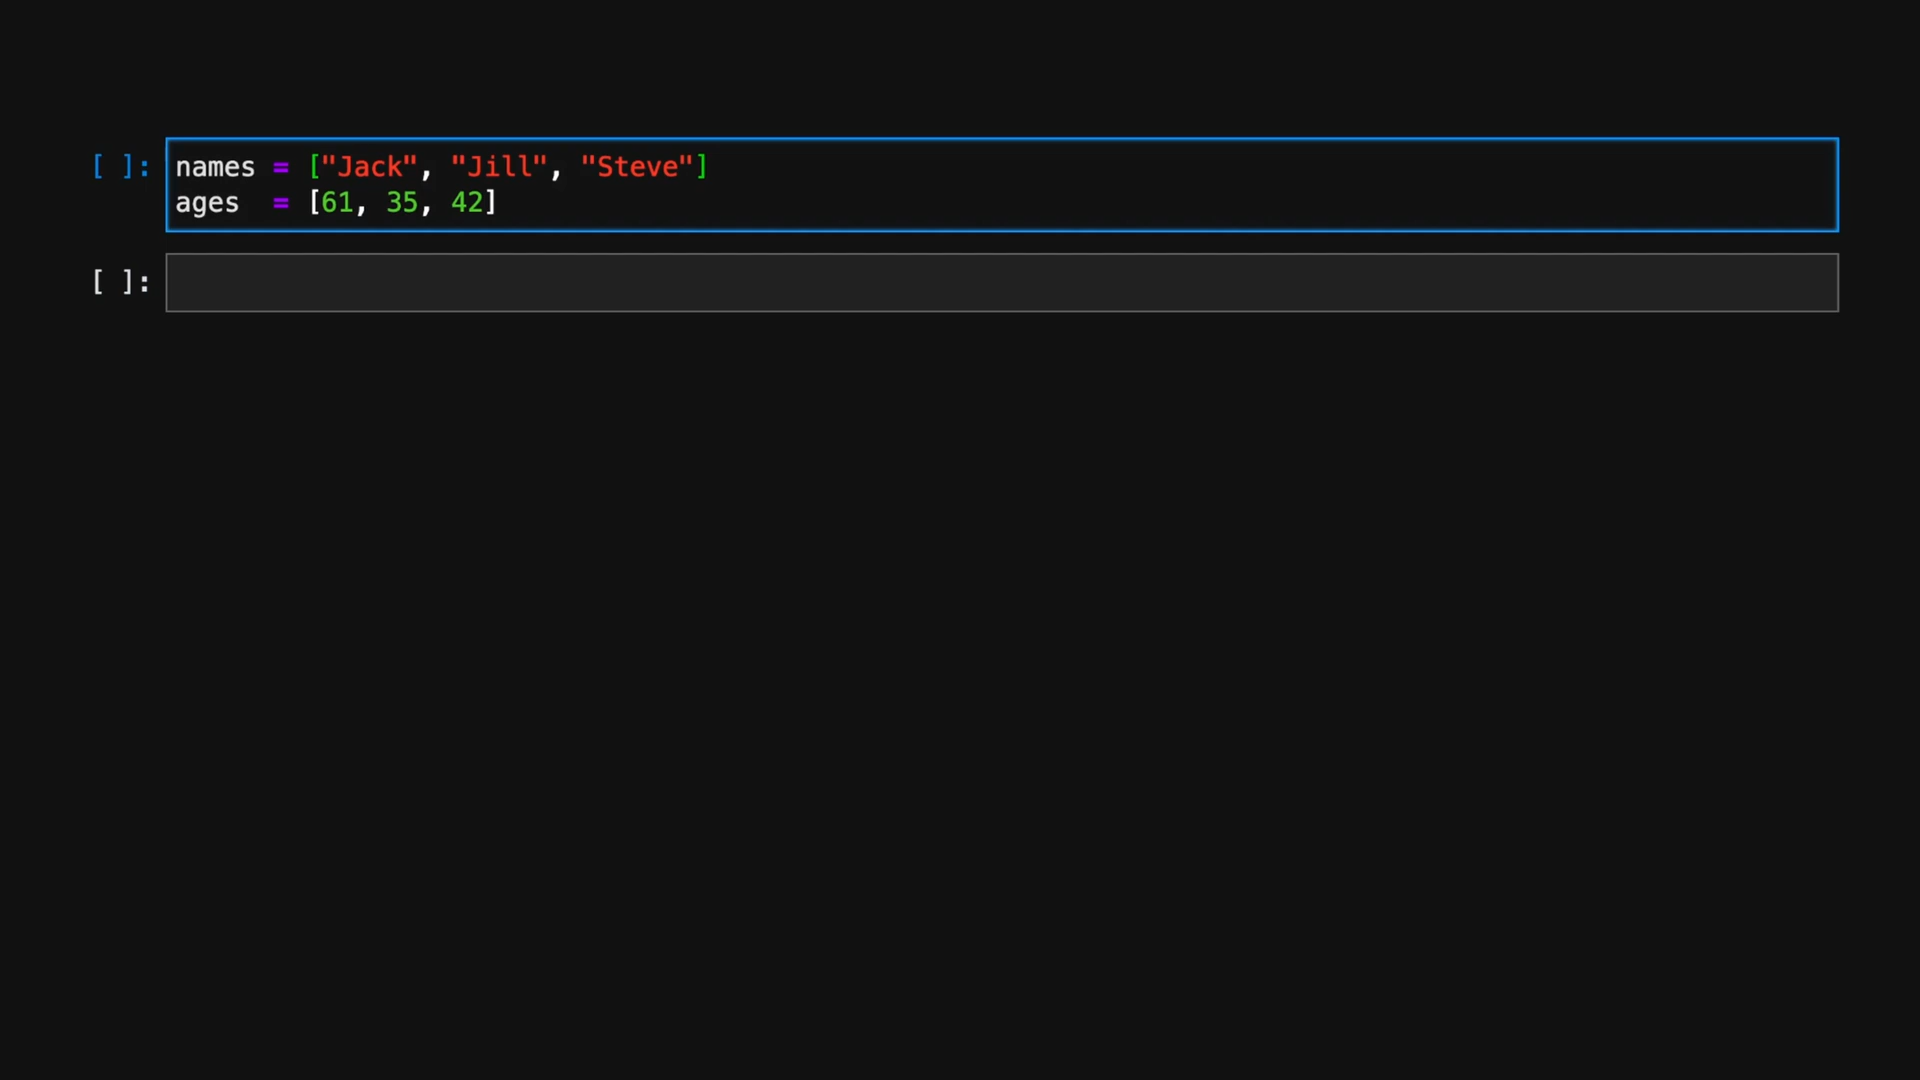 [ ]: names = ["Jack", "Jill", "Steve"]
ages  = [61, 35, 42]
[ ]: